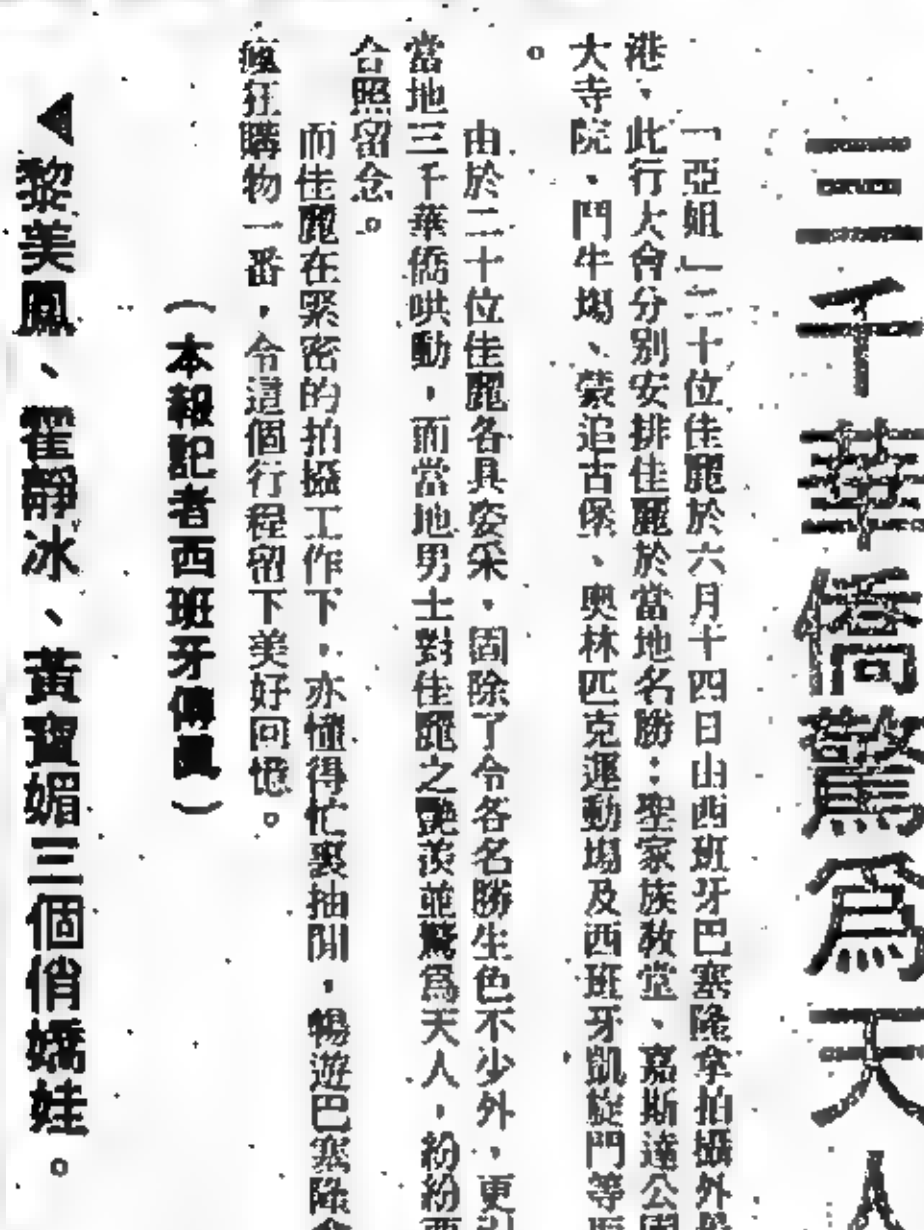 三千華僑驚為天人
「亞姐」二十位佳麗於六月十四日由西班牙巴塞隆拿拍攝外景
港，此行大會分別安排佳麗於當地名勝：聖家族教堂、嘉斯達公園
大寺院、鬥牛場、蒙追古堡、奧林匹克運動場及西班牙凱旋門等
。
由於二十位佳麗各具姿采，固除了令各名勝生色不少外，更引
當地三千華僑哄動，而當地男士對佳麗之艷羨並驚為天人，紛紛要
合照留念。
而佳麗在緊密的拍攝工作下，亦懂得忙裏抽閒，暢遊巴塞隆拿
瘋狂購物一番，令這個行程留下美好回憶。
（本報記者西班牙傳真）
◀黎美鳳、霍靜冰、黃寶媚三個俏嬌娃。